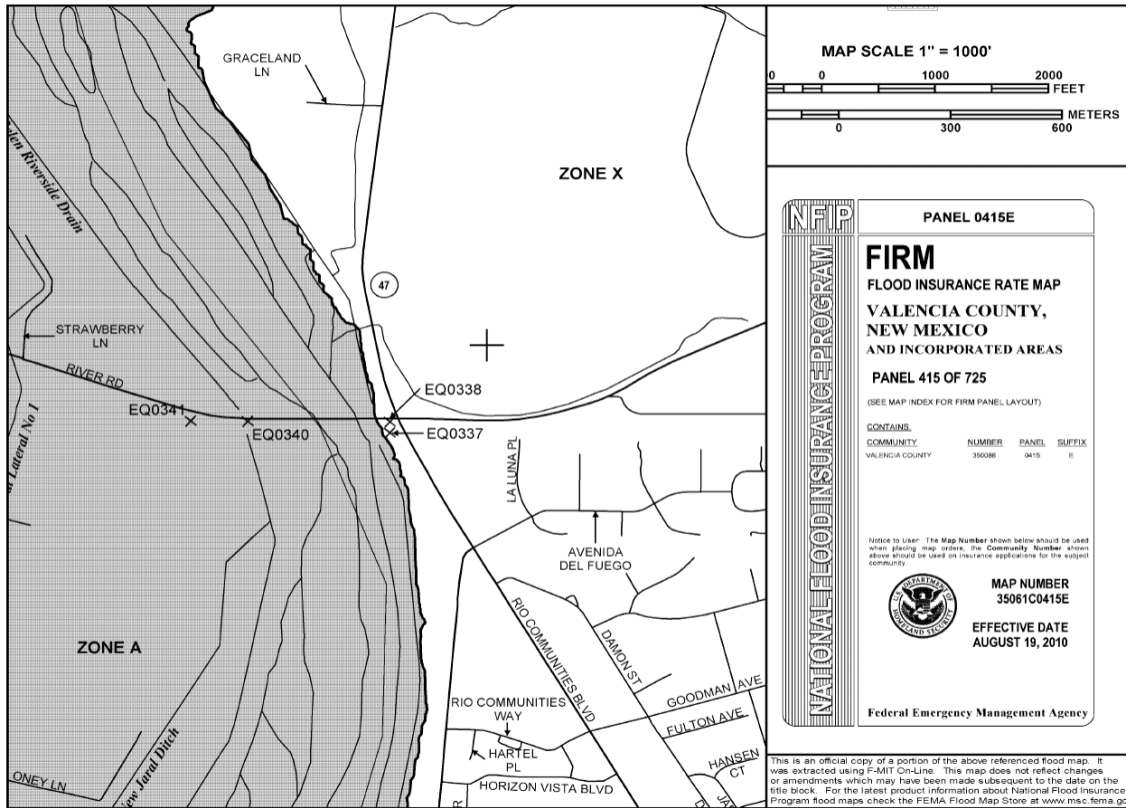 GRACELAND
LN
ZONE X
Riverside Drain
47
STRAWBERRY
LN
RIVER RD
EQ0338
EQ0341
EQ0340
EQ0337
Lateral No 1
LA LUNA PL
AVENIDA
DEL FUEGO
ZONE A
RIO COMMUNITIES BLVD
DAMON ST
GOODMAN AVE
RIO COMMUNITIES
WAY
FULTON AVE
HARTEL
PL
HANSEN
CT
HORIZON VISTA BLVD
ONEY LN
New Jaral Ditch
MAP SCALE 1" = 1000'
0 0 1000 2000
FEET
METERS
0 300 600
NFIP
NATIONAL FLOOD INSURANCE PROGRAM
PANEL 0415E
FIRM
FLOOD INSURANCE RATE MAP
VALENCIA COUNTY,
NEW MEXICO
AND INCORPORATED AREAS
PANEL 415 OF 725
(SEE MAP INDEX FOR FIRM PANEL LAYOUT)
CONTAINS:
COMMUNITY NUMBER PANEL SUFFIX
VALENCIA COUNTY 350086 0415 E
Notice to User: The Map Number shown below should be used
when placing map orders; the Community Number shown
above should be used on insurance applications for the subject
community.
U.S. DEPARTMENT OF
HOMELAND SECURITY
MAP NUMBER
35061C0415E
EFFECTIVE DATE
AUGUST 19, 2010
Federal Emergency Management Agency
This is an official copy of a portion of the above referenced flood map. It
was extracted using F-MIT On-Line. This map does not reflect changes
or amendments which may have been made subsequent to the date on the
title block. For the latest product information about National Flood Insurance
Program flood maps check the FEMA Flood Map Store at www.msc.fema.go